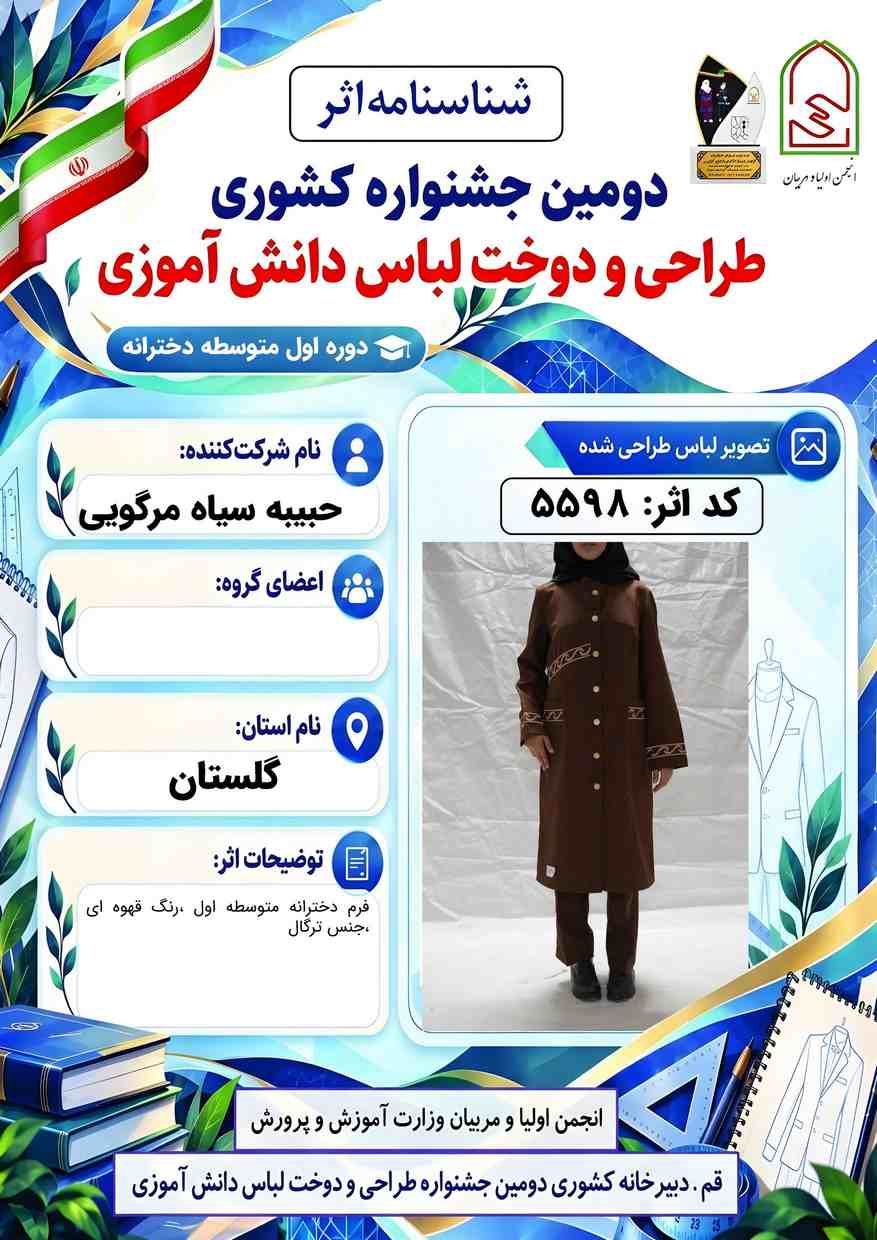 شناسنامه اثر
انجمن اولیا و مربیان
دومین جشنواره کشوری
طراحی و دوخت لباس دانش آموزی
دوره اول متوسطه دخترانه
تصویر لباس طراحی شده
کد اثر: ۵۵۹۸
نام شرکت‌کننده:
حبیبه سیاه مرگویی
اعضای گروه:
نام استان:
گلستان
توضیحات اثر:
فرم دخترانه متوسطه اول ،رنگ قهوه ای
،جنس ترگال
انجمن اولیا و مربیان وزارت آموزش و پرورش
قم . دبیرخانه کشوری دومین جشنواره طراحی و دوخت لباس دانش آموزی